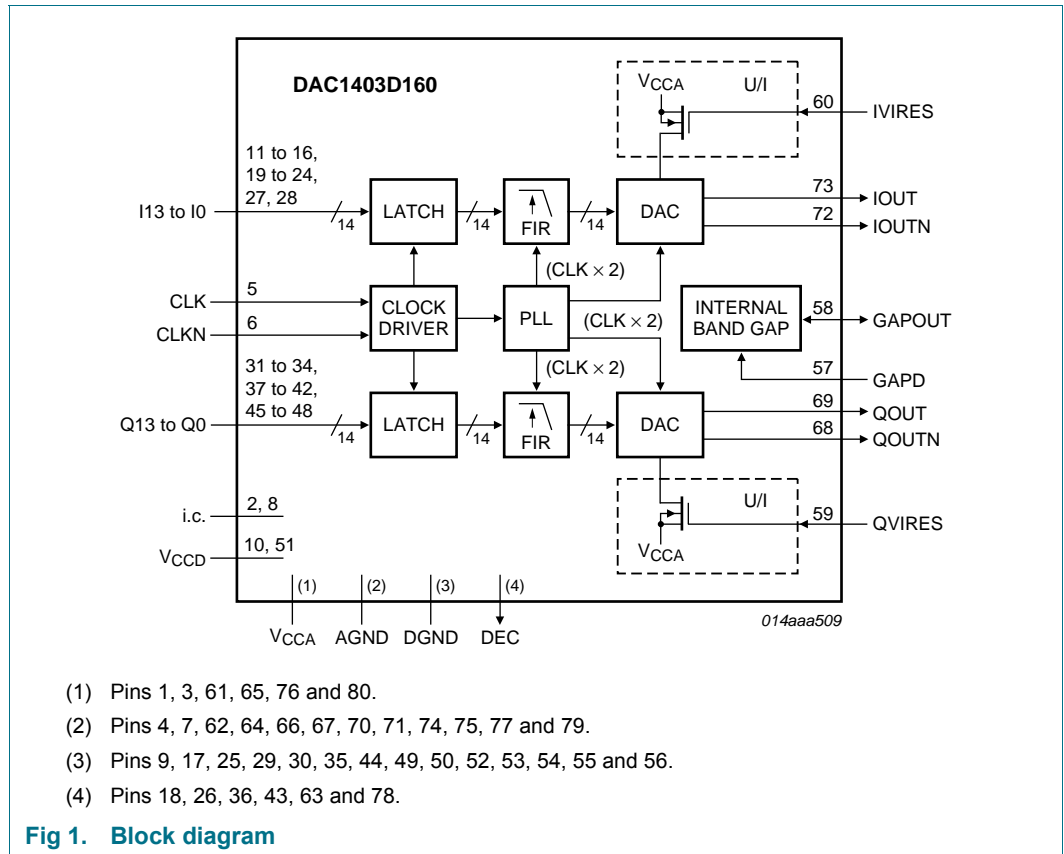 DAC1403D160
VCCA
U/I
60
IVIRES
11 to 16,
19 to 24,
27, 28
I13 to I0
14
LATCH
14
FIR
14
DAC
73
IOUT
72
IOUTN
(CLK × 2)
CLK
5
CLKN
6
CLOCK
DRIVER
PLL
(CLK × 2)
INTERNAL
BAND GAP
58
GAPOUT
(CLK × 2)
57
GAPD
31 to 34,
37 to 42,
45 to 48
Q13 to Q0
14
LATCH
14
FIR
14
DAC
69
QOUT
68
QOUTN
i.c.
2, 8
VCCD
10, 51
U/I
59
QVIRES
VCCA
(1)
(2)
(3)
(4)
VCCA
AGND
DGND
DEC
014aaa509
(1) Pins 1, 3, 61, 65, 76 and 80.
(2) Pins 4, 7, 62, 64, 66, 67, 70, 71, 74, 75, 77 and 79.
(3) Pins 9, 17, 25, 29, 30, 35, 44, 49, 50, 52, 53, 54, 55 and 56.
(4) Pins 18, 26, 36, 43, 63 and 78.
Fig 1. Block diagram